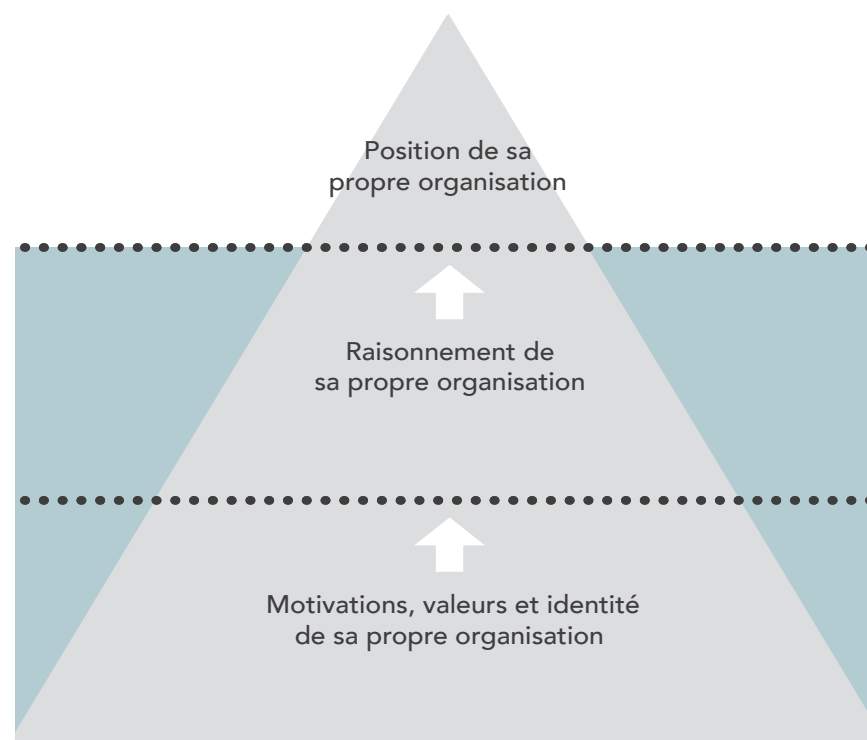 Position de sa
propre organisation
Raisonnement de
sa propre organisation
Motivations, valeurs et identité
de sa propre organisation